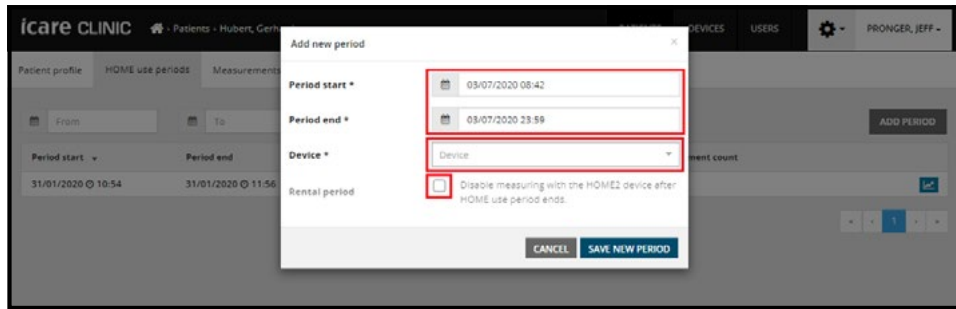 icare CLINIC
Patients - Hubert, Gerh
DEVICES
USERS
PRONGER, JEFF
Patient profile
HOME use periods
Measurements
From
To
ADD PERIOD
Period start
Period end
ment count
31/01/2020 10:54
31/01/2020 11:56
1
Add new period
Period start *
03/07/2020 08:42
Period end *
03/07/2020 23:59
Device *
Device
Rental period
Disable measuring with the HOME2 device after
HOME use period ends.
CANCEL
SAVE NEW PERIOD